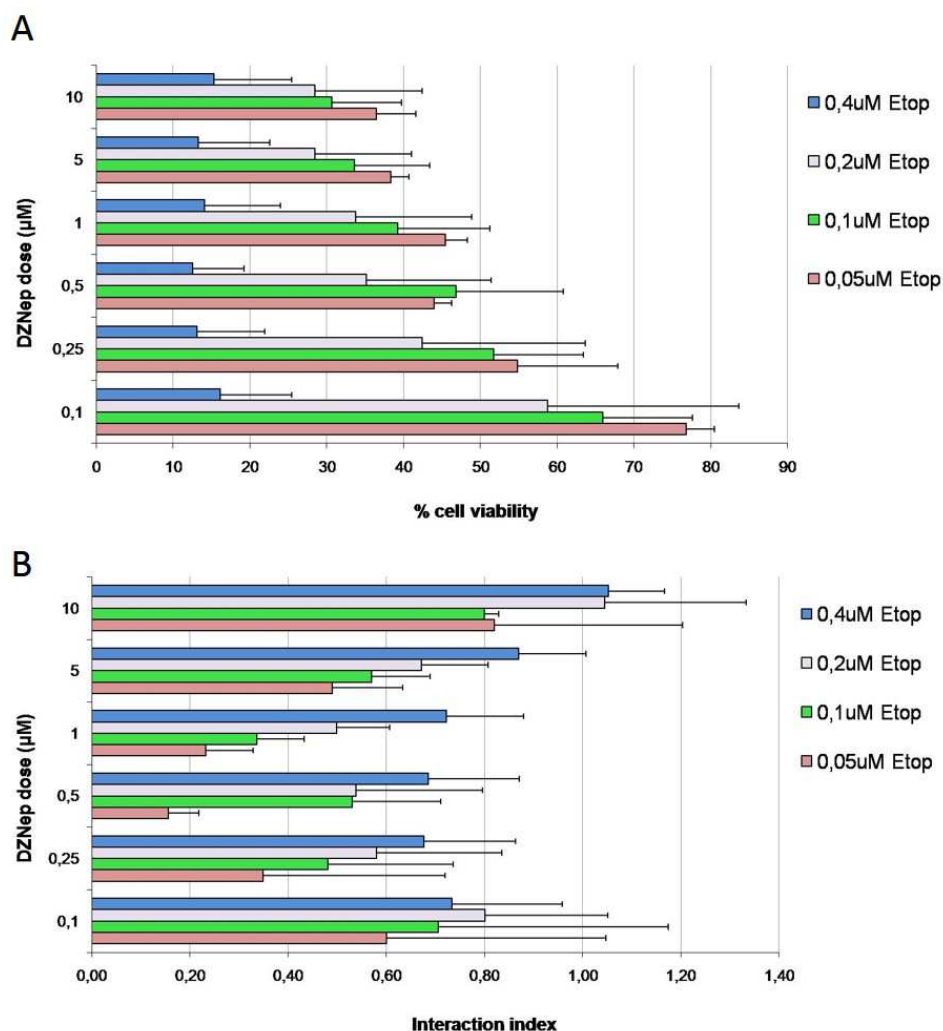 A
DZNep dose (µM)
10
5
1
0,5
0,25
0,1
0 10 20 30 40 50 60 70 80 90
% cell viability
0,4uM Etop
0,2uM Etop
0,1uM Etop
0,05uM Etop
B
DZNep dose (µM)
10
5
1
0,5
0,25
0,1
0,00 0,20 0,40 0,60 0,80 1,00 1,20 1,40
Interaction index
0,4uM Etop
0,2uM Etop
0,1uM Etop
0,05uM Etop